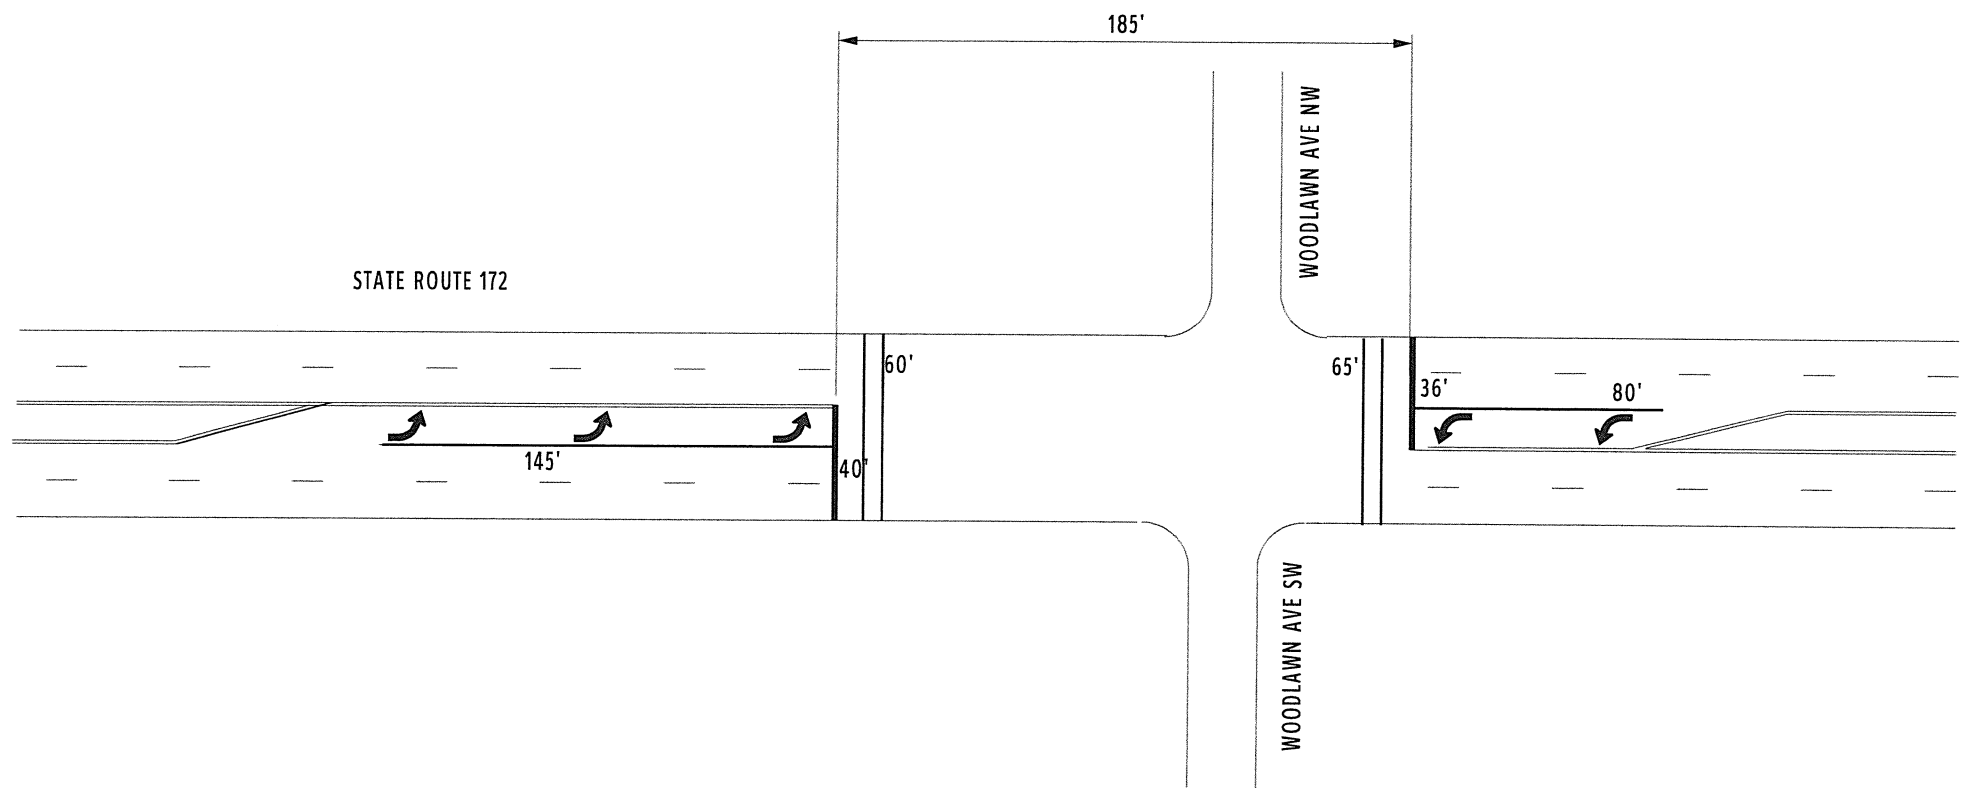 185'
WOODLAWN AVE NW
STATE ROUTE 172
60'
65'
36'
80'
145'
40'
WOODLAWN AVE SW